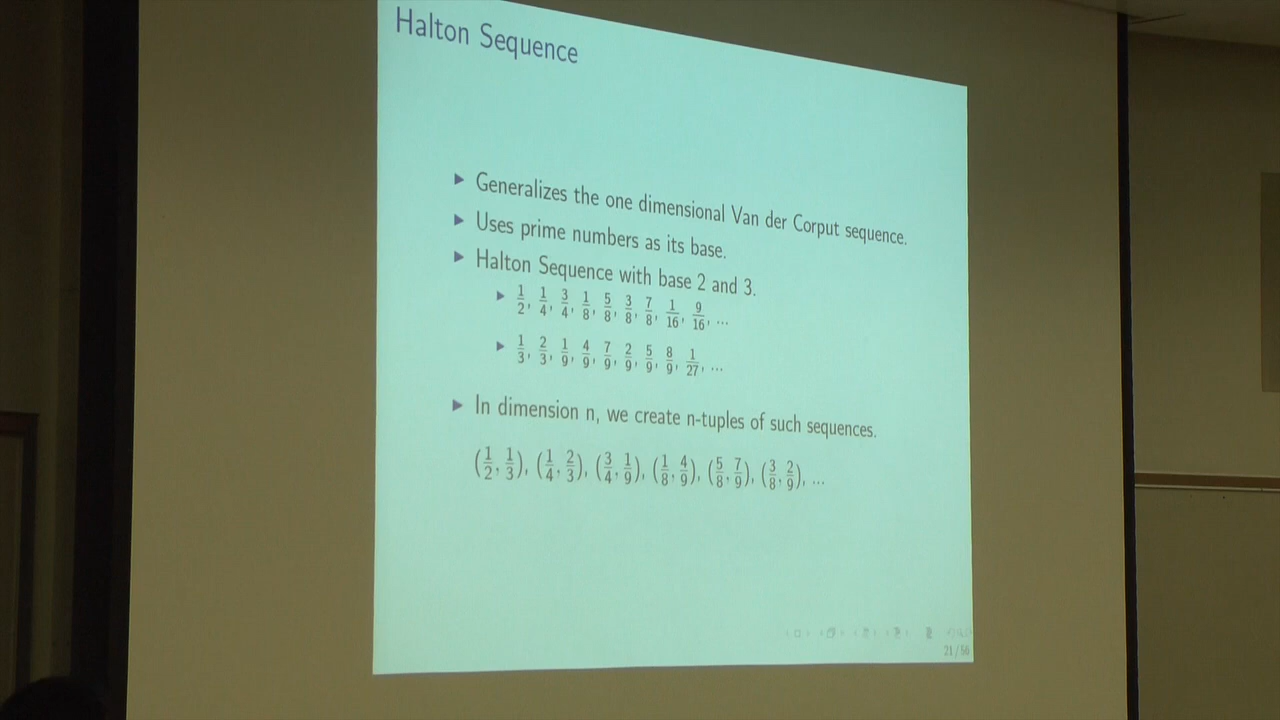 Halton Sequence
▶ Generalizes the one dimensional Van der Corput sequence.
▶ Uses prime numbers as its base.
▶ Halton Sequence with base 2 and 3.
▶ 1/2, 1/4, 3/4, 1/8, 5/8, 3/8, 7/8, 1/16, 9/16, ...
▶ 1/3, 2/3, 1/9, 4/9, 7/9, 2/9, 5/9, 8/9, 1/27, ...
▶ In dimension n, we create n-tuples of such sequences.
(1/2, 1/3), (1/4, 2/3), (3/4, 1/9), (1/8, 4/9), (5/8, 7/9), (3/8, 2/9), ...
21/50